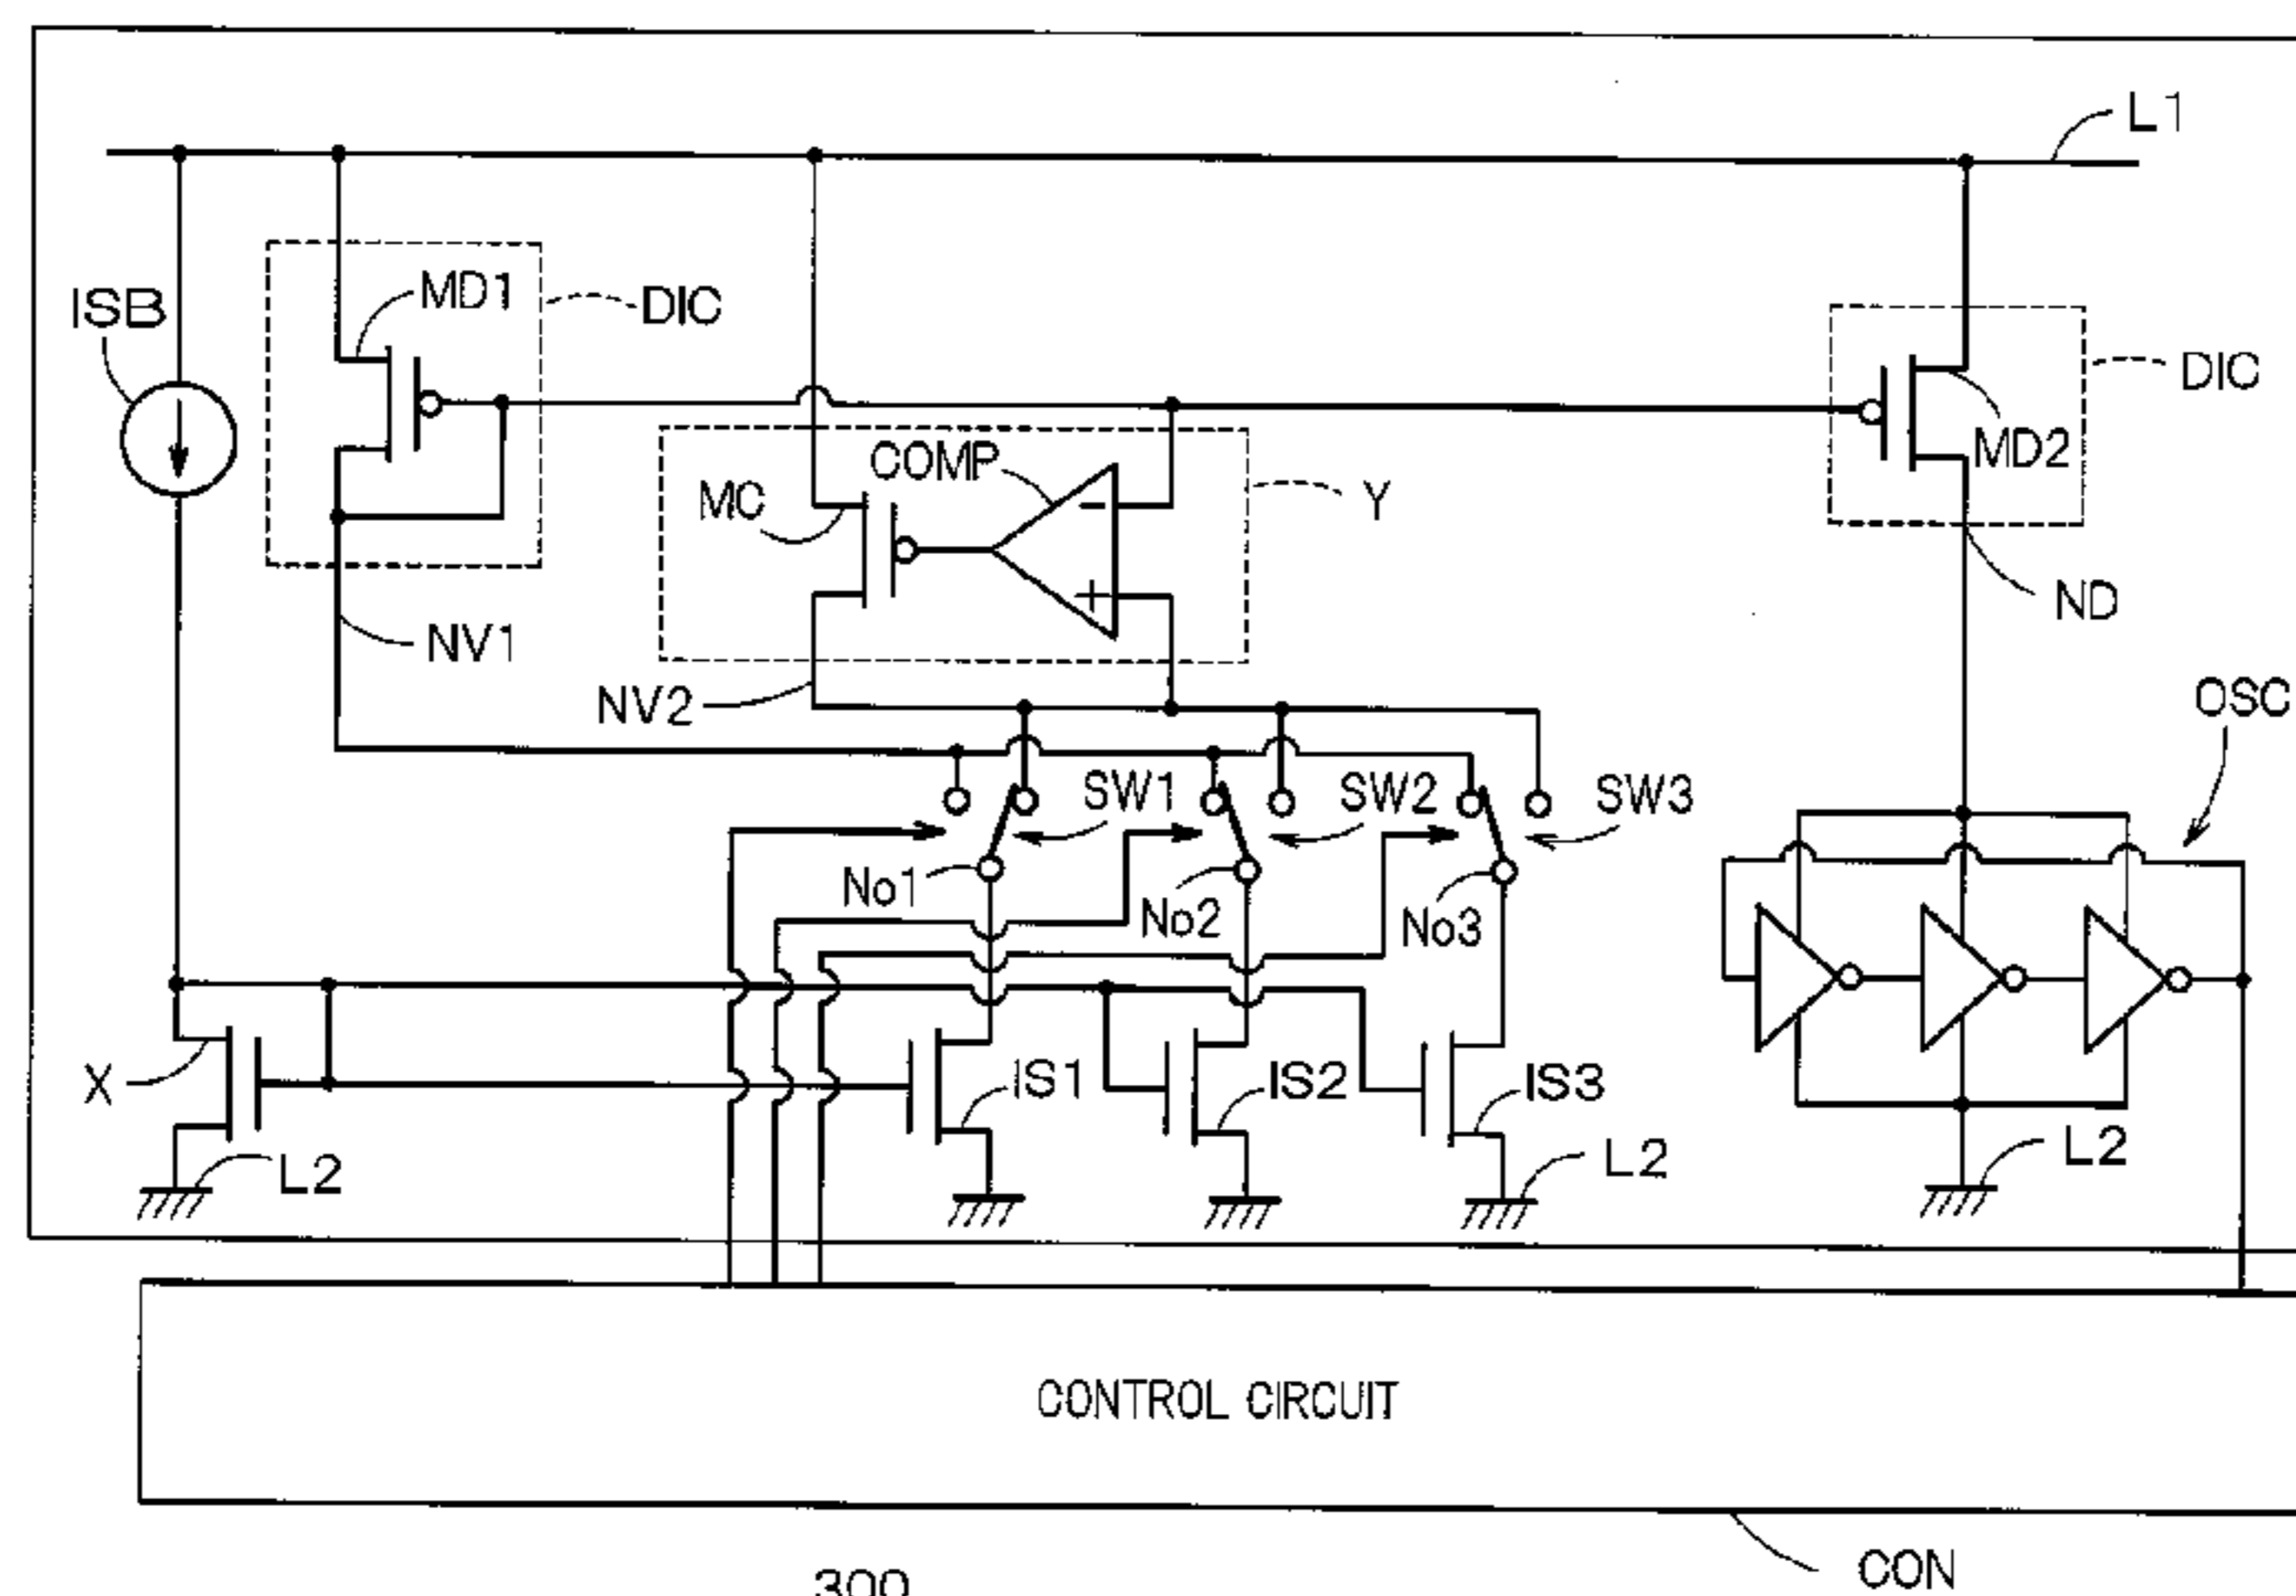 L1
ISB
MD1
DIC
DIC
MD2
COMP
MC
Y
-
+
ND
NV1
NV2
OSC
SW1
SW2
SW3
No1
No2
No3
X
IS1
IS2
IS3
L2
L2
L2
CONTROL CIRCUIT
CON
300